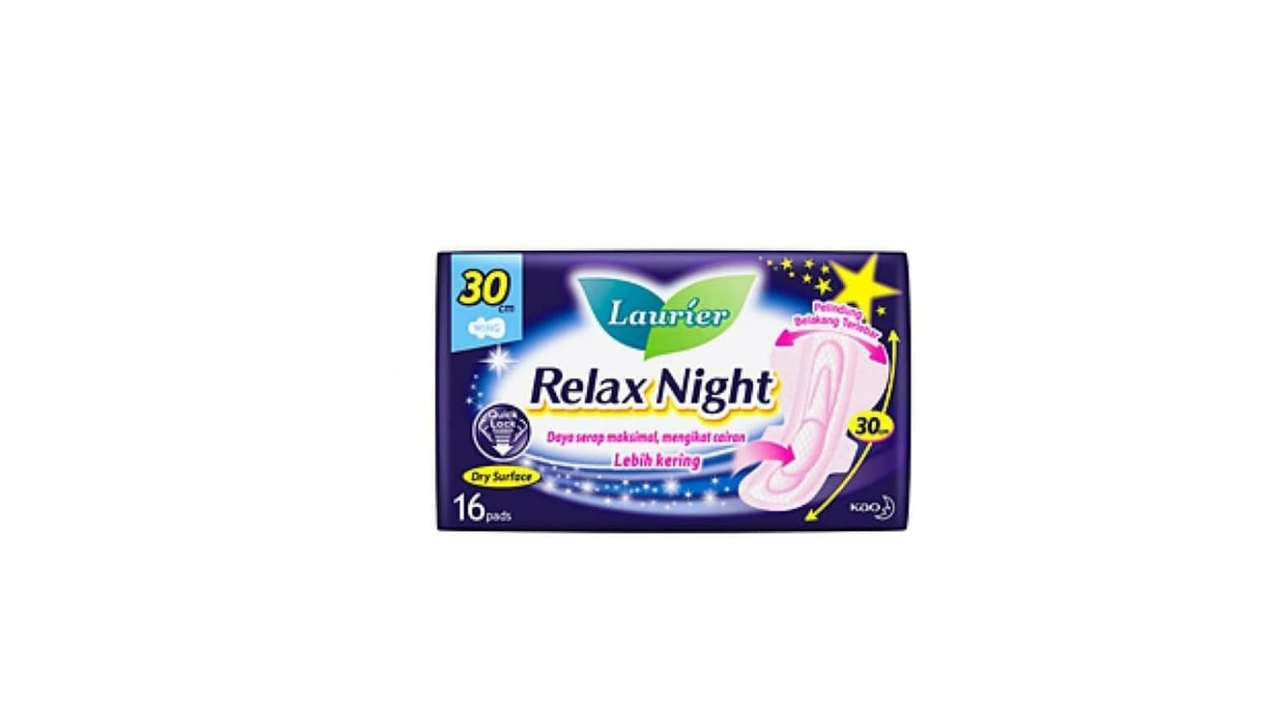 30
cm
WING
Laurier
Pelindung
Belakang Terlebar
Relax Night
Quick
Lock
Daya serap maksimal, mengikat cairan
Lebih kering
30cm
Dry Surface
16 pads
Kao